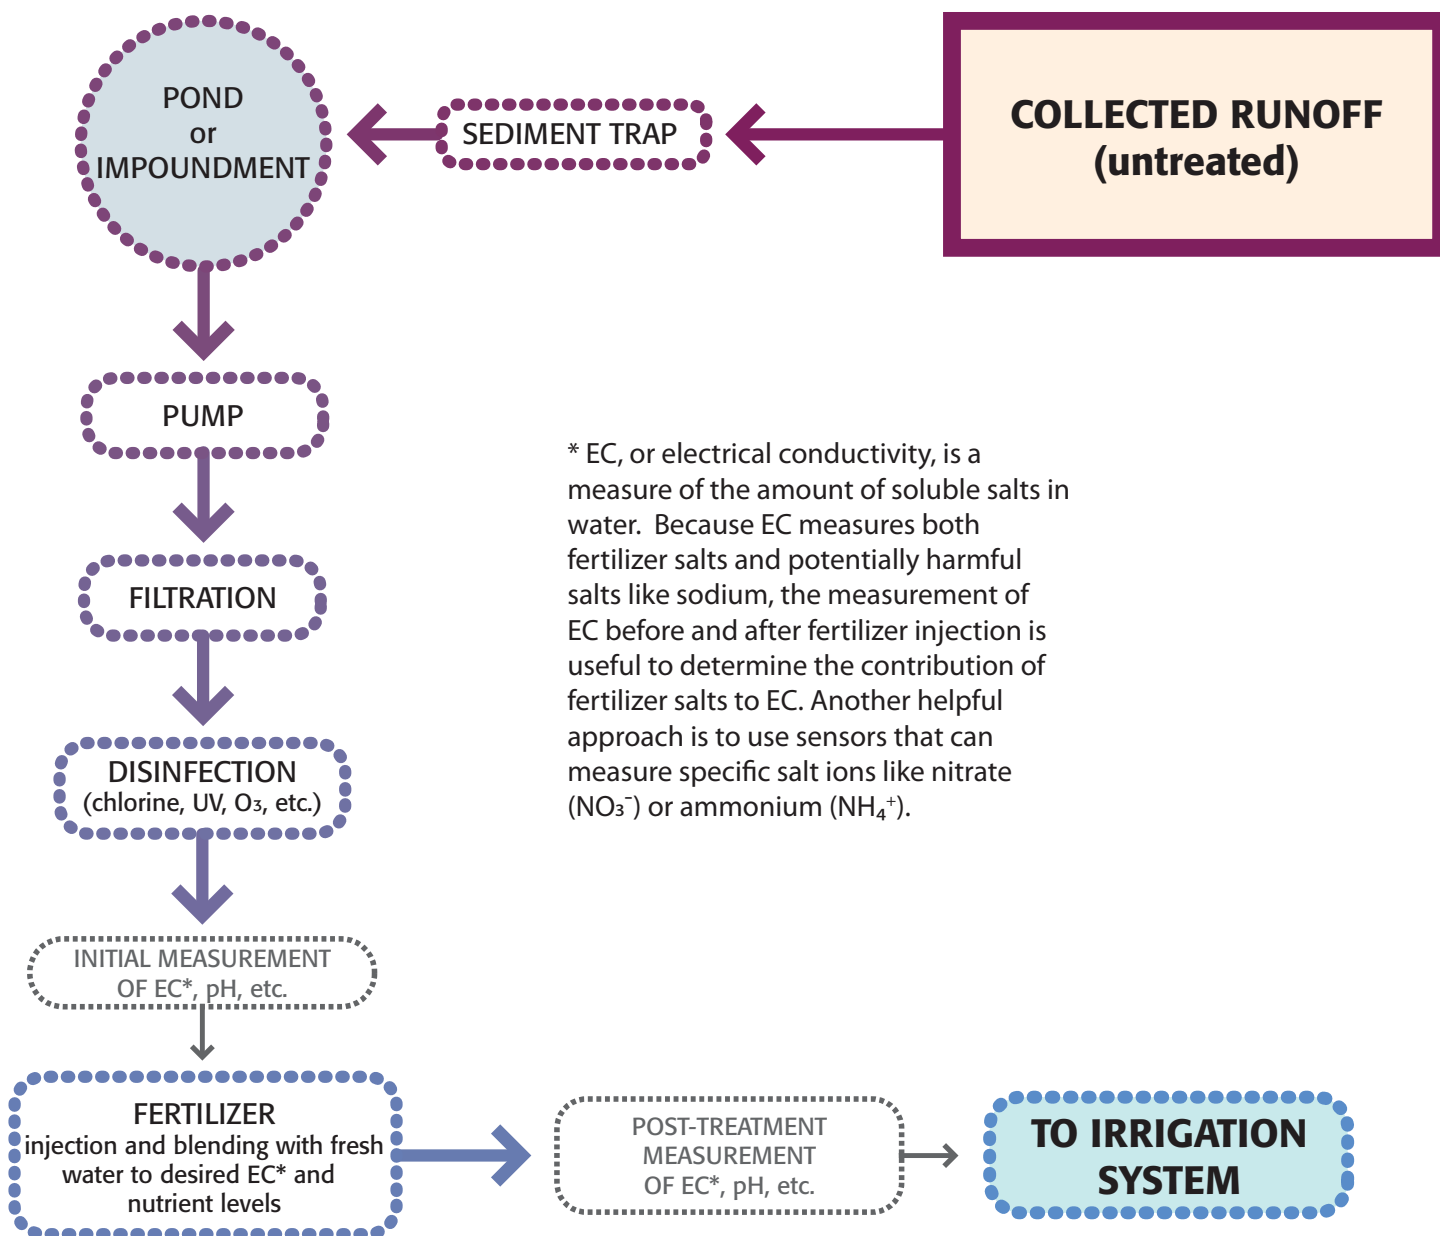 COLLECTED RUNOFF
(untreated)
SEDIMENT TRAP
POND
or
IMPOUNDMENT
PUMP
FILTRATION
DISINFECTION
(chlorine, UV, O₃, etc.)
INITIAL MEASUREMENT
OF EC*, pH, etc.
FERTILIZER
injection and blending with fresh
water to desired EC* and
nutrient levels
POST-TREATMENT
MEASUREMENT
OF EC*, pH, etc.
TO IRRIGATION
SYSTEM
* EC, or electrical conductivity, is a
measure of the amount of soluble salts in
water.  Because EC measures both
fertilizer salts and potentially harmful
salts like sodium, the measurement of
EC before and after fertilizer injection is
useful to determine the contribution of
fertilizer salts to EC. Another helpful
approach is to use sensors that can
measure specific salt ions like nitrate
(NO₃⁻) or ammonium (NH₄⁺).